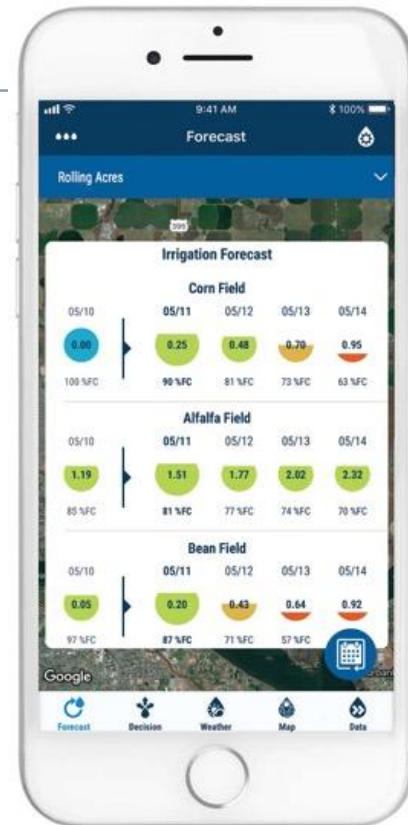 9:41 AM
100%
Forecast
Rolling Acres
395
Irrigation Forecast
Corn Field
05/10 05/11 05/12 05/13 05/14
0.00 0.25 0.48 0.70 0.95
100 %FC 90 %FC 81 %FC 73 %FC 63 %FC
Alfalfa Field
05/10 05/11 05/12 05/13 05/14
1.19 1.51 1.77 2.02 2.32
85 %FC 81 %FC 77 %FC 74 %FC 70 %FC
Bean Field
05/10 05/11 05/12 05/13 05/14
0.05 0.20 0.43 0.64 0.92
97 %FC 87 %FC 71 %FC 57 %FC
Google
Forecast Decision Weather Map Data